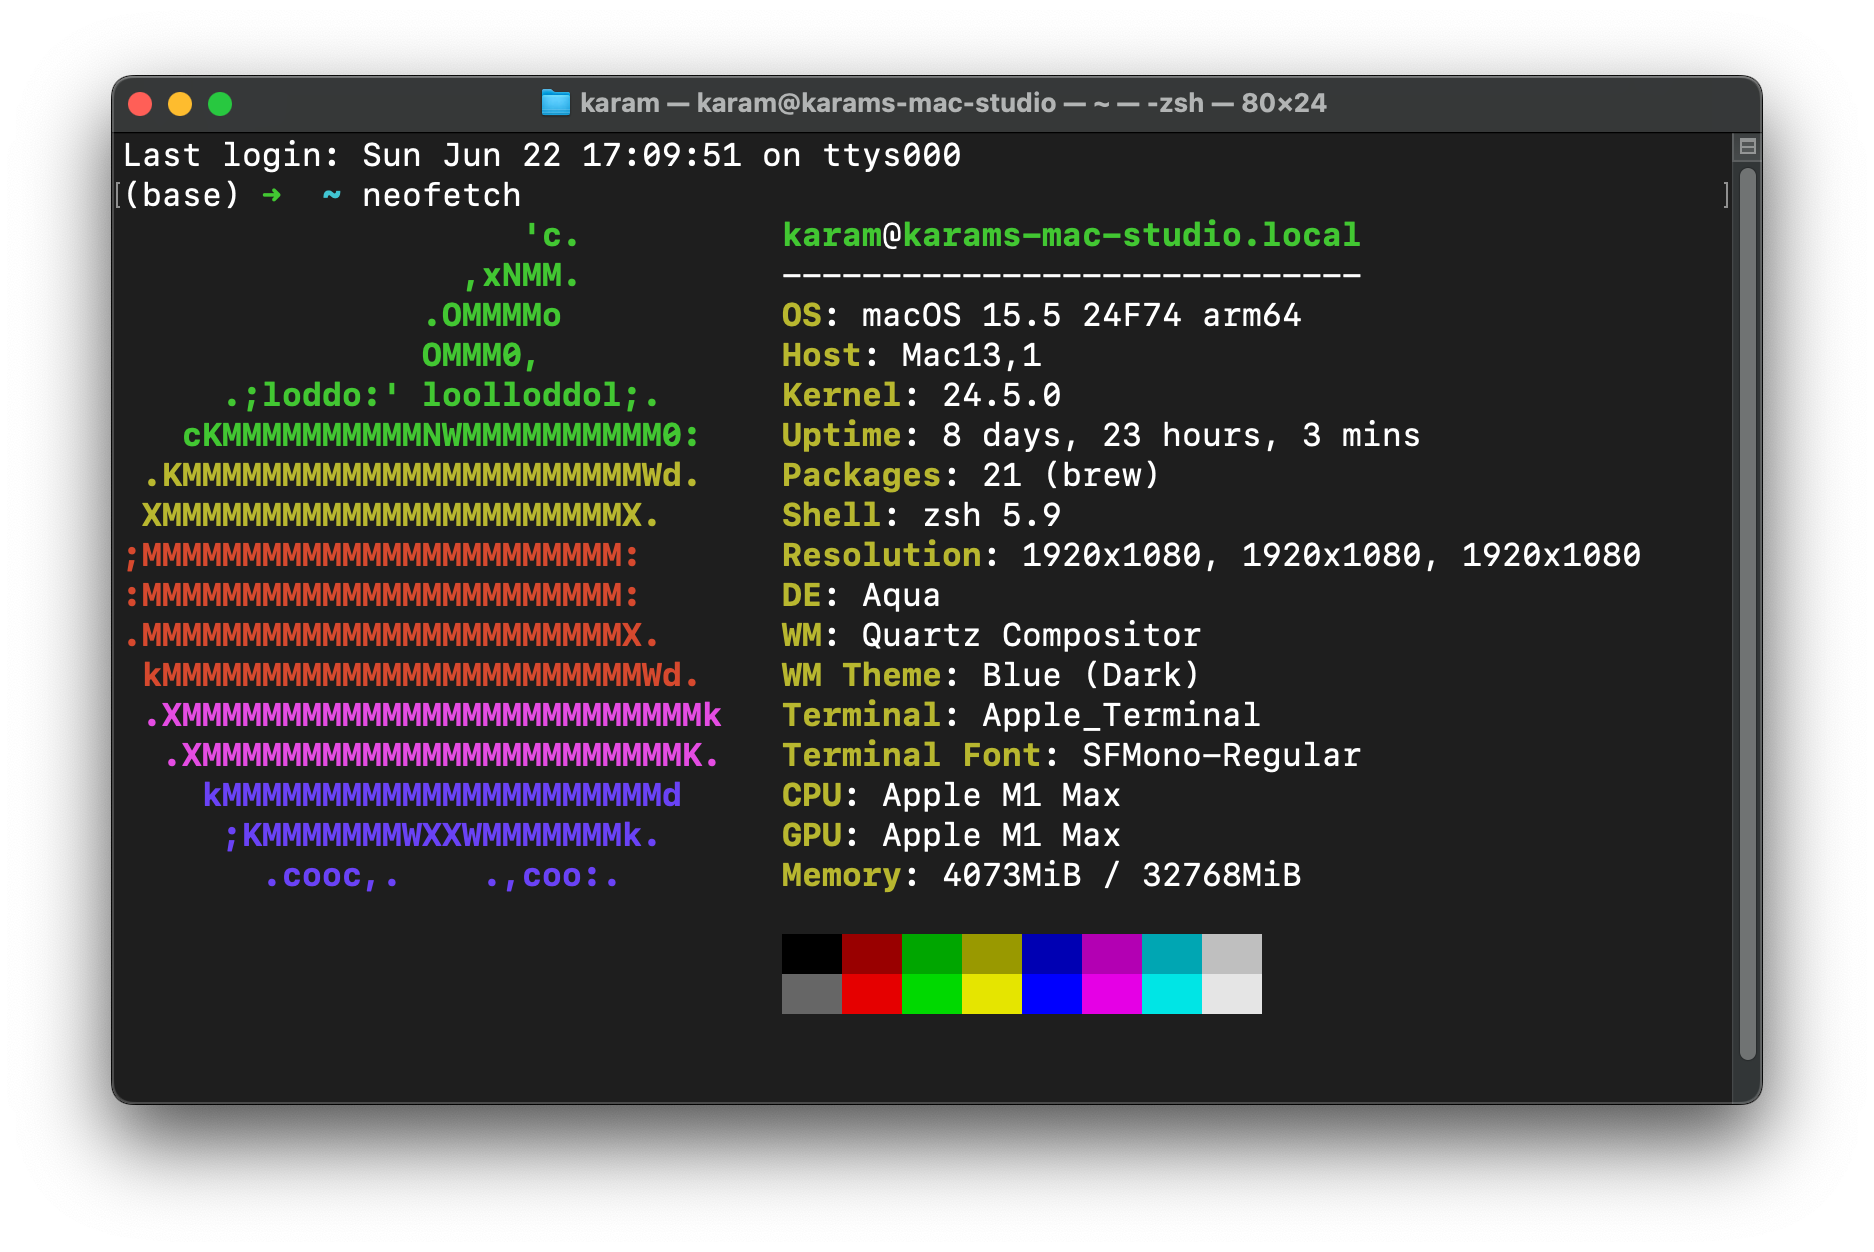 karam — karam@karams-mac-studio — ~ — -zsh — 80×24
Last login: Sun Jun 22 17:09:51 on ttys000
(base) ➜  ~ neofetch
                    'c.          karam@karams-mac-studio.local
                 ,xNMM.          -----------------------------
               .OMMMMo           OS: macOS 15.5 24F74 arm64
               OMMM0,            Host: Mac13,1
     .;loddo:' loolloddol;.      Kernel: 24.5.0
   cKMMMMMMMMMMNWMMMMMMMMMM0:    Uptime: 8 days, 23 hours, 3 mins
 .KMMMMMMMMMMMMMMMMMMMMMMMWd.    Packages: 21 (brew)
 XMMMMMMMMMMMMMMMMMMMMMMMX.      Shell: zsh 5.9
;MMMMMMMMMMMMMMMMMMMMMMMM:       Resolution: 1920x1080, 1920x1080, 1920x1080
:MMMMMMMMMMMMMMMMMMMMMMMM:       DE: Aqua
.MMMMMMMMMMMMMMMMMMMMMMMMX.      WM: Quartz Compositor
 kMMMMMMMMMMMMMMMMMMMMMMMMWd.    WM Theme: Blue (Dark)
 .XMMMMMMMMMMMMMMMMMMMMMMMMMMk   Terminal: Apple_Terminal
  .XMMMMMMMMMMMMMMMMMMMMMMMMK.   Terminal Font: SFMono-Regular
    kMMMMMMMMMMMMMMMMMMMMMMd     CPU: Apple M1 Max
     ;KMMMMMMMWXXWMMMMMMMk.      GPU: Apple M1 Max
       .cooc,.    .,coo:.        Memory: 4073MiB / 32768MiB